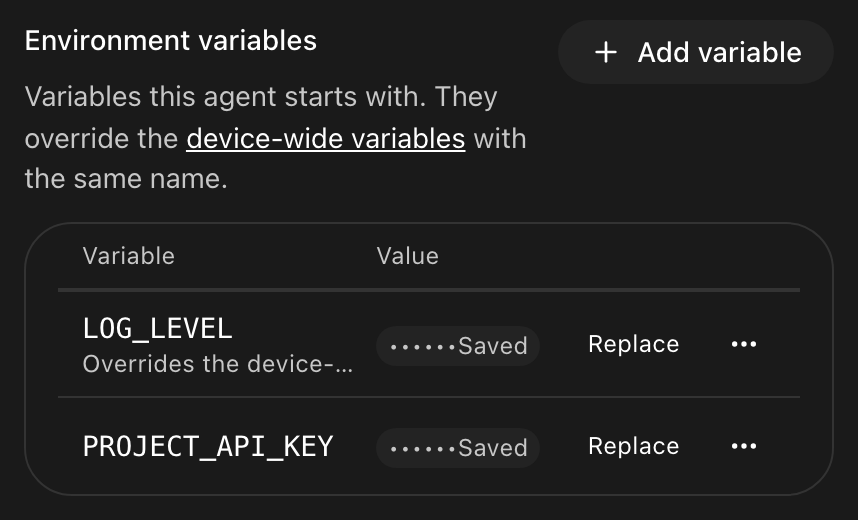 Environment variables
+ Add variable
Variables this agent starts with. They
override the device-wide variables with
the same name.
Variable Value
LOG_LEVEL
Overrides the device-...
••••••Saved Replace •••
PROJECT_API_KEY ••••••Saved Replace •••